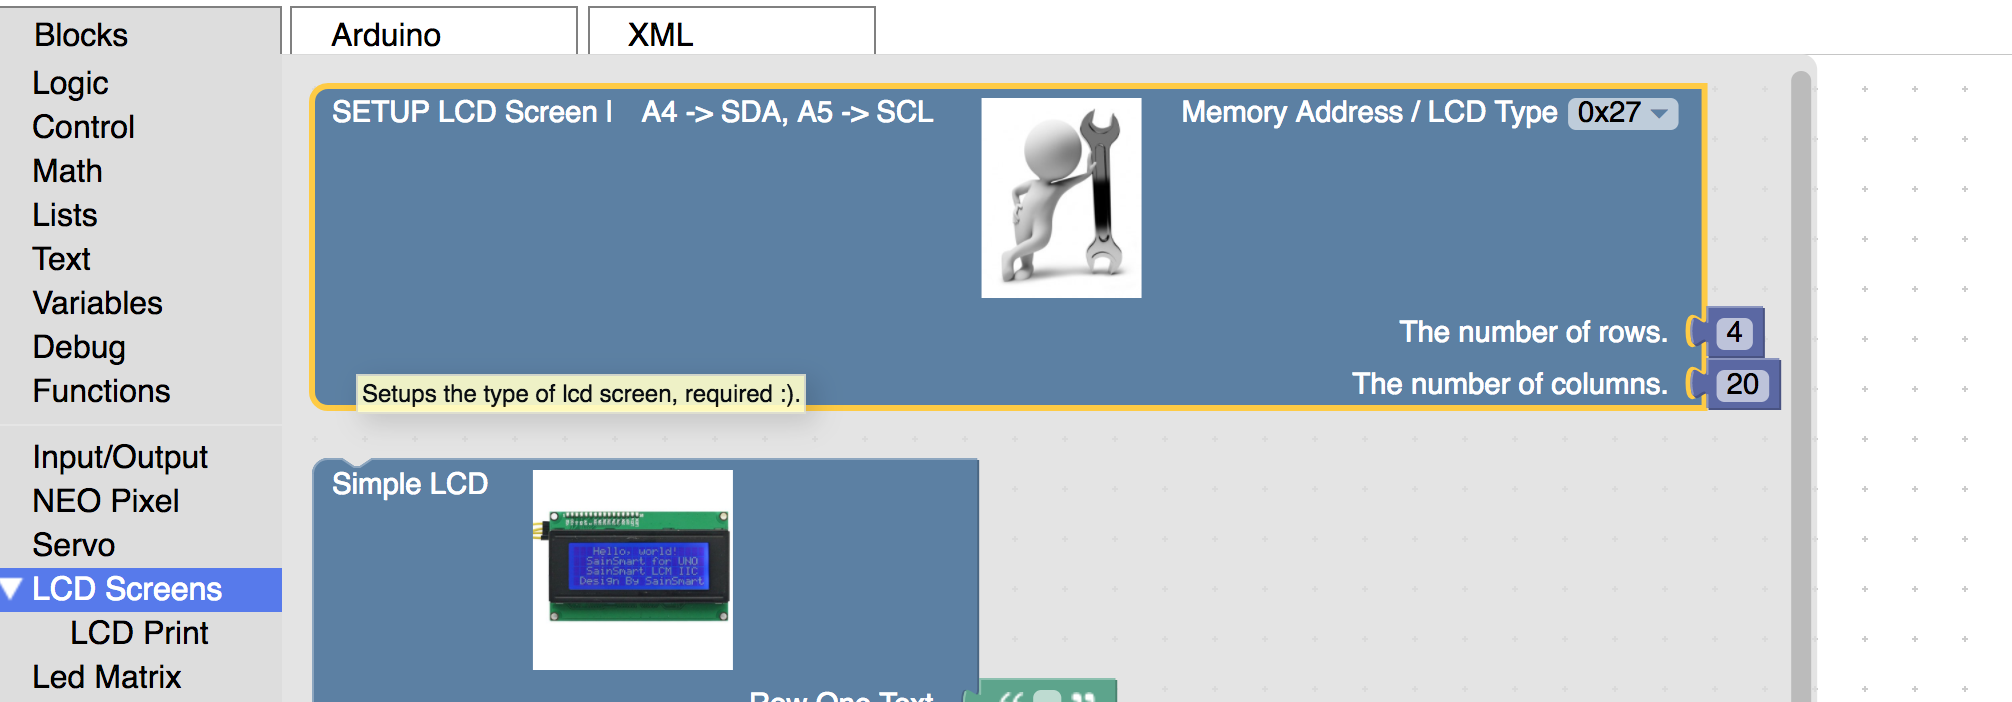 Blocks
Arduino
XML
Logic
Control
Math
Lists
Text
Variables
Debug
Functions
Input/Output
NEO Pixel
Servo
LCD Screens
LCD Print
Led Matrix
SETUP LCD Screen | A4 -> SDA, A5 -> SCL
Memory Address / LCD Type 0x27
The number of rows. 4
The number of columns. 20
Setups the type of lcd screen, required :).
Simple LCD
Hello, world!
SainSmart for UNO
SainSmart LCM IIC
Design By SainSmart
Row One Text “ ”